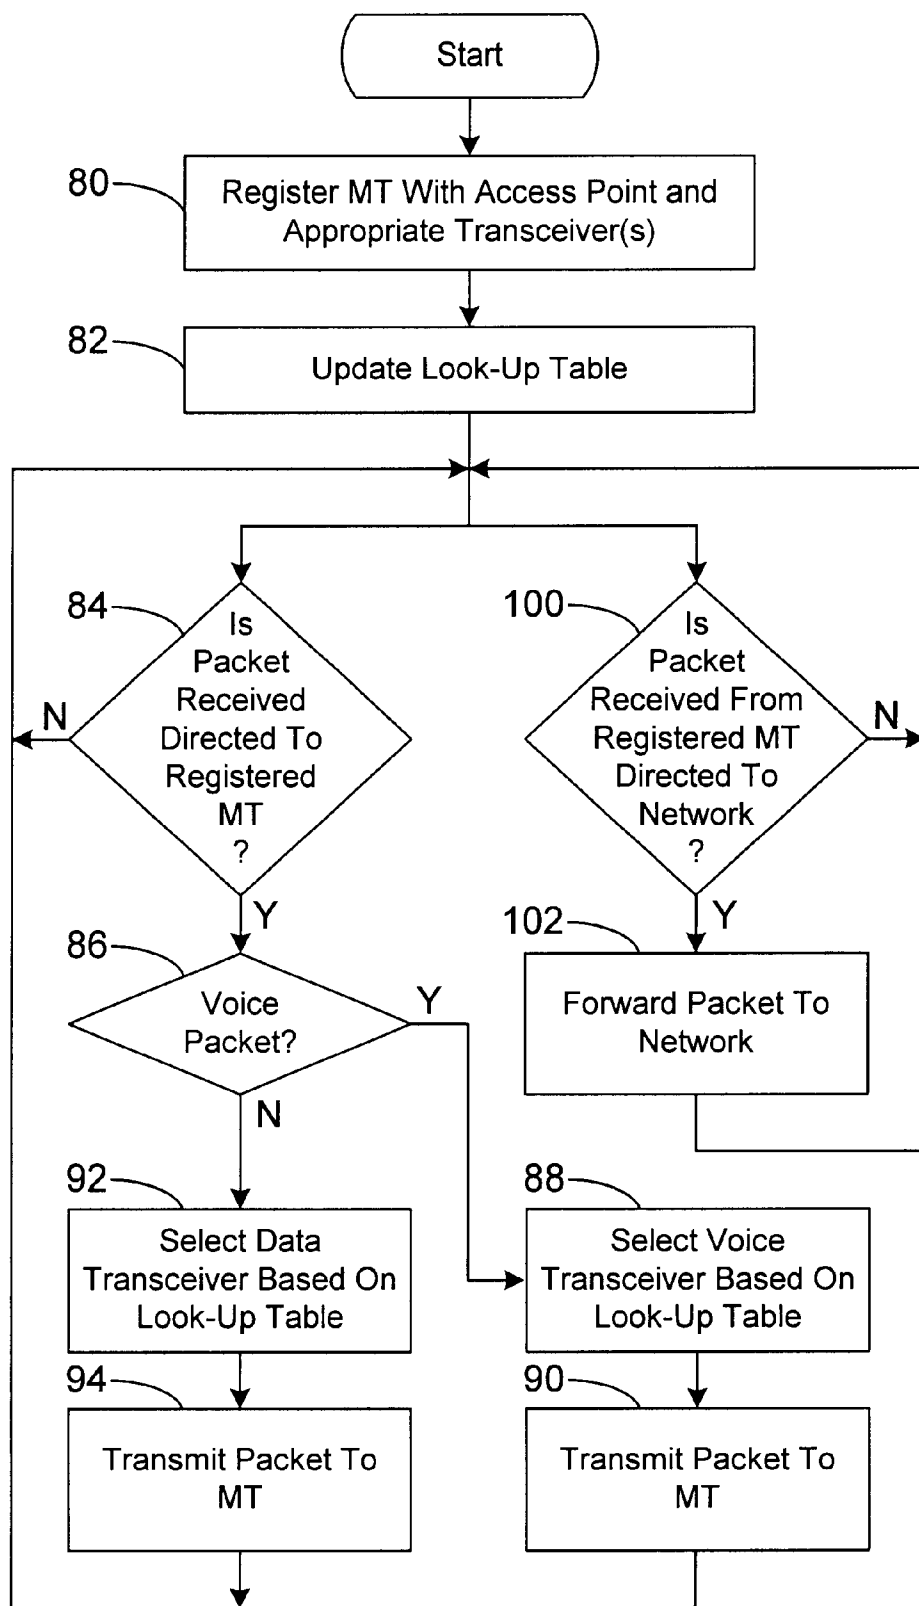 Start
80
Register MT With Access Point and
Appropriate Transceiver(s)
82
Update Look-Up Table
84
Is
Packet
Received
Directed To
Registered
MT
?
N
Y
100
Is
Packet
Received From
Registered MT
Directed To
Network
?
N
Y
86
Voice
Packet?
Y
N
102
Forward Packet To
Network
92
Select Data
Transceiver Based On
Look-Up Table
88
Select Voice
Transceiver Based On
Look-Up Table
94
Transmit Packet To
MT
90
Transmit Packet To
MT